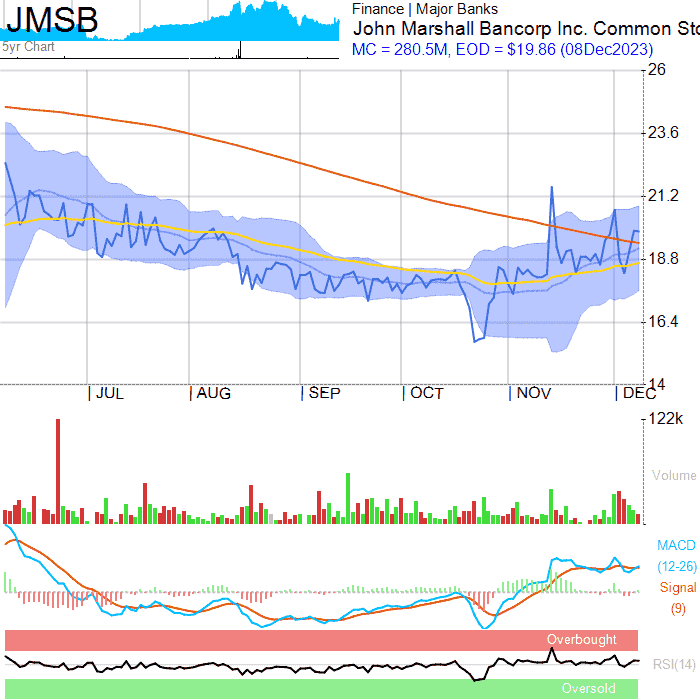 JMSB
5yr Chart
Finance | Major Banks
John Marshall Bancorp Inc. Common Sto
MC = 280.5M, EOD = $19.86 (08Dec2023)
26
23.6
21.2
18.8
16.4
14
JUL AUG SEP OCT NOV DEC
122k
Volume
MACD
(12-26)
Signal
(9)
Overbought
RSI(14)
Oversold